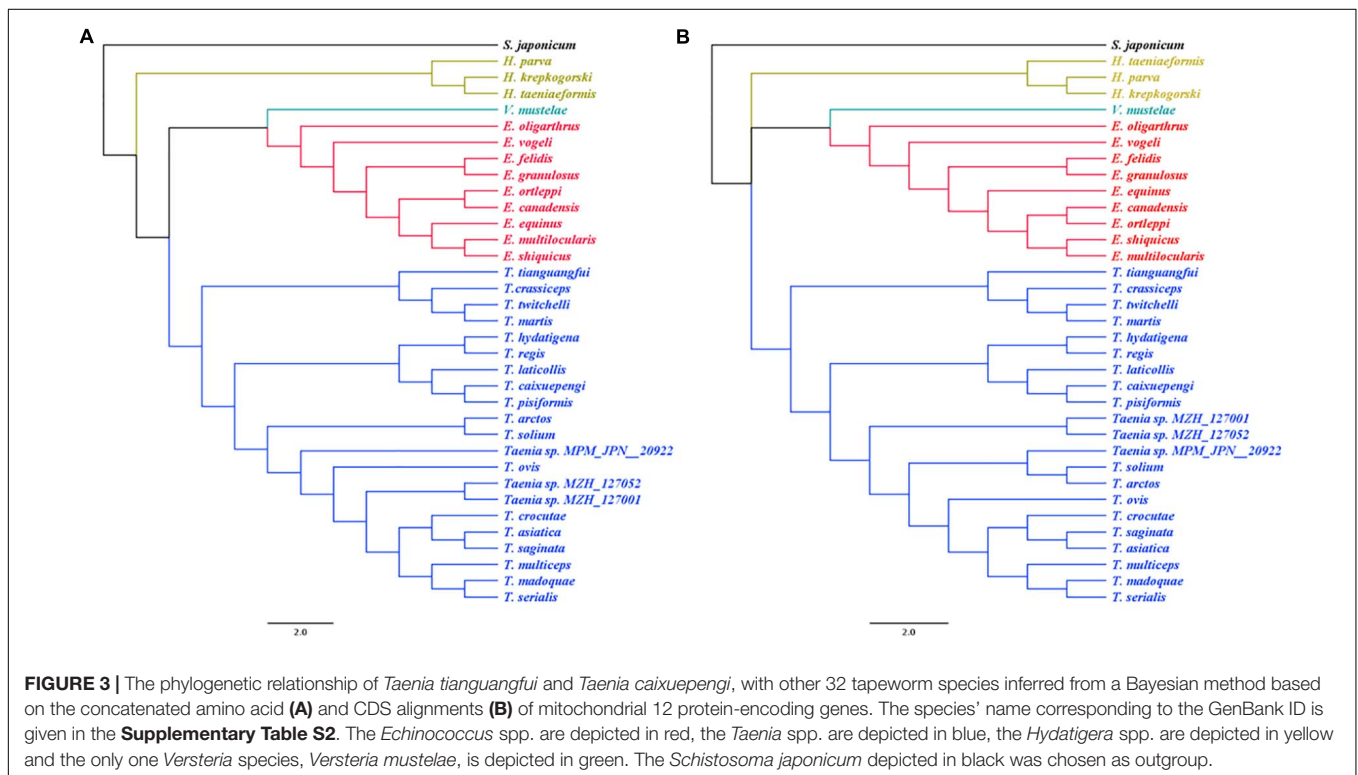 A
S. japonicum
H. parva
H. krepkogorski
H. taeniaeformis
V. mustelae
E. oligarthrus
E. vogeli
E. felidis
E. granulosus
E. ortleppi
E. canadensis
E. equinus
E. multilocularis
E. shiquicus
T. tianguangfui
T.crassiceps
T. twitchelli
T. martis
T. hydatigena
T. regis
T. laticollis
T. caixuepengi
T. pisiformis
T. arctos
T. solium
Taenia sp. MPM_JPN__20922
T. ovis
Taenia sp. MZH_127052
Taenia sp. MZH_127001
T. crocutae
T. asiatica
T. saginata
T. multiceps
T. madoquae
T. serialis
2.0
B
S. japonicum
H. taeniaeformis
H. parva
H. krepkogorski
V. mustelae
E. oligarthrus
E. vogeli
E. felidis
E. granulosus
E. equinus
E. canadensis
E. ortleppi
E. shiquicus
E. multilocularis
T. tianguangfui
T. crassiceps
T. twitchelli
T. martis
T. hydatigena
T. regis
T. laticollis
T. caixuepengi
T. pisiformis
Taenia sp. MZH_127001
Taenia sp. MZH_127052
Taenia sp. MPM_JPN__20922
T. solium
T. arctos
T. ovis
T. crocutae
T. saginata
T. asiatica
T. multiceps
T. madoquae
T. serialis
2.0
FIGURE 3 | The phylogenetic relationship of Taenia tianguangfui and Taenia caixuepengi, with other 32 tapeworm species inferred from a Bayesian method based
on the concatenated amino acid (A) and CDS alignments (B) of mitochondrial 12 protein-encoding genes. The species' name corresponding to the GenBank ID is
given in the Supplementary Table S2. The Echinococcus spp. are depicted in red, the Taenia spp. are depicted in blue, the Hydatigera spp. are depicted in yellow
and the only one Versteria species, Versteria mustelae, is depicted in green. The Schistosoma japonicum depicted in black was chosen as outgroup.